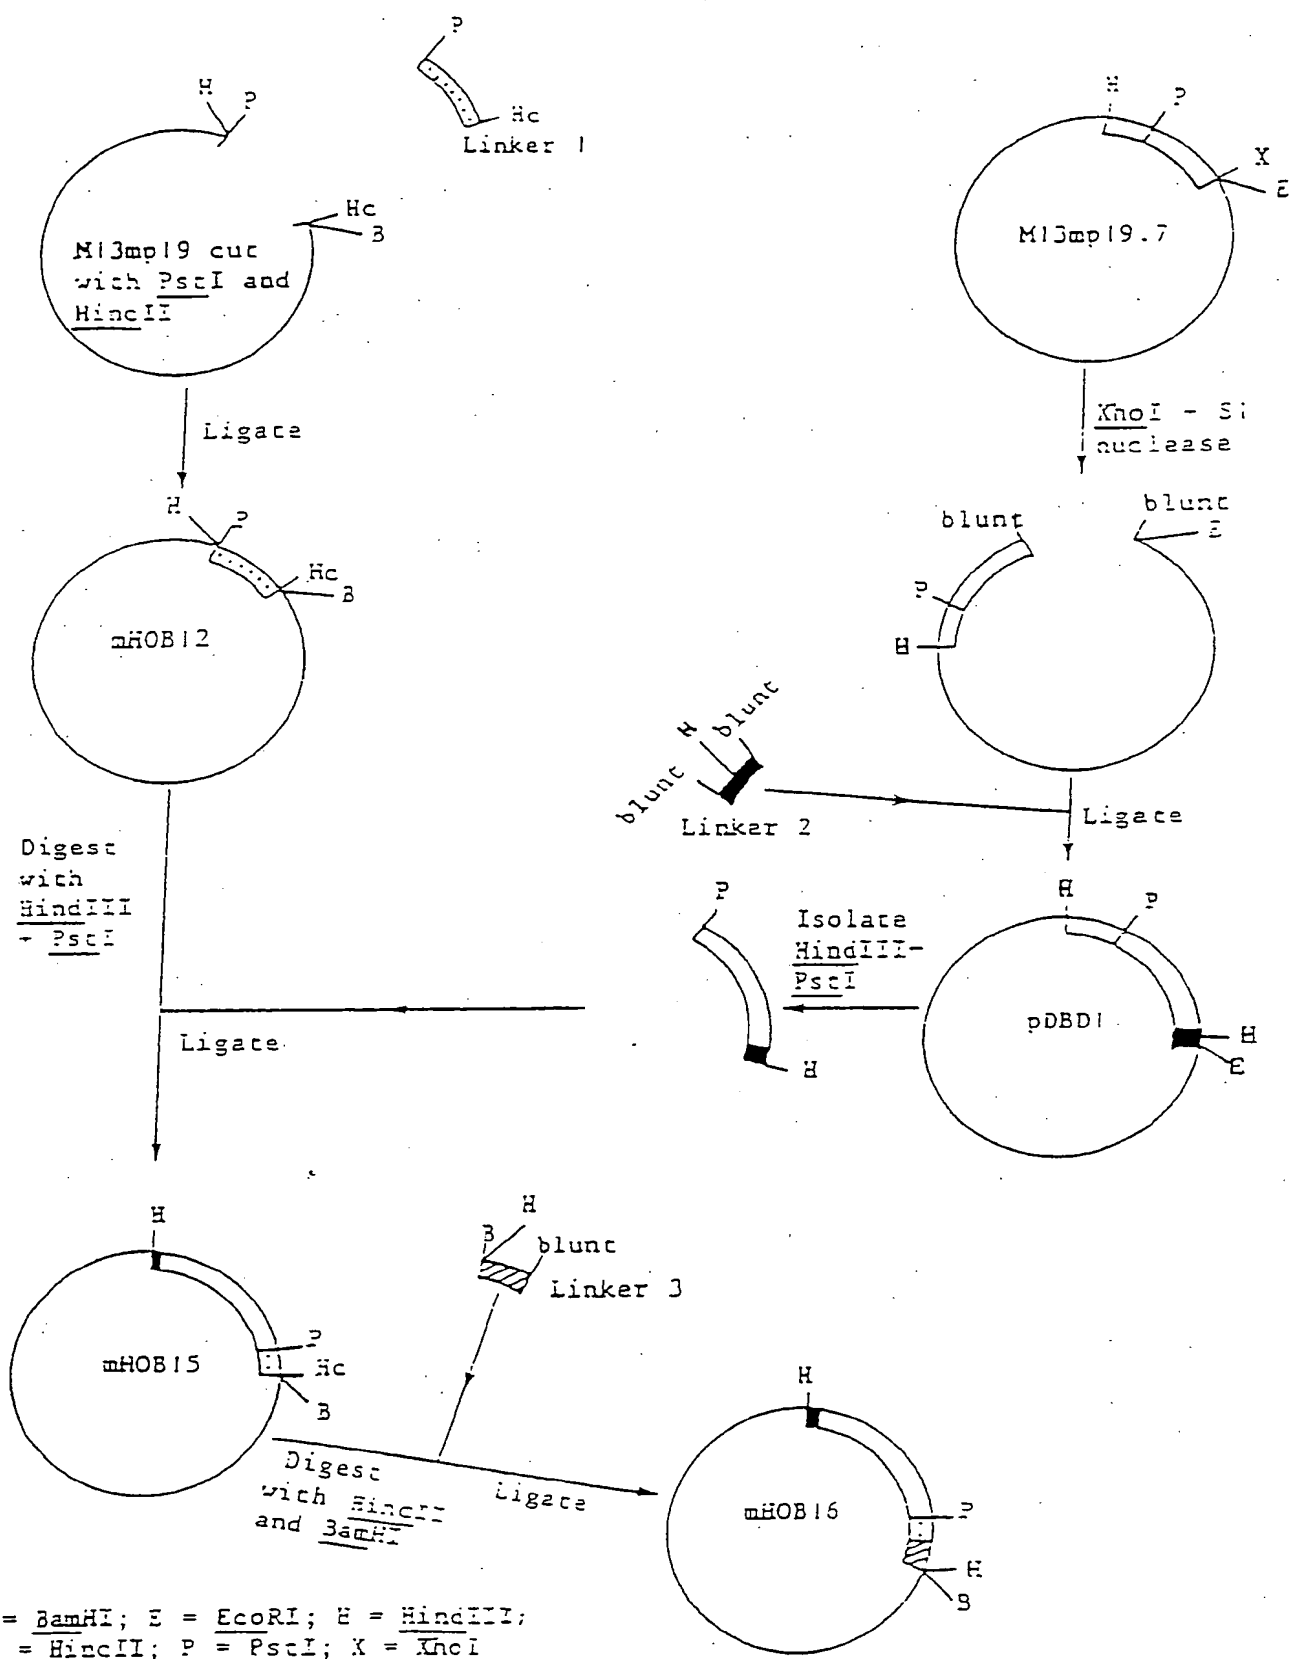 P
H
P
Hc
Linker 1
H
P
X
E
Hc
B
M13mp19 cut
with PstI and
HincII
M13mp19.7
Ligate
XhoI - S1
nuclease
H
P
Hc
B
mHOB12
blunt
blunt
E
P
H
H
blunt
blunt
Linker 2
Ligate
Digest
with
HindIII
+ PstI
P
Isolate
HindIII-
PstI
H
P
pDBD1
H
E
H
Ligate
H
B
H
blunt
Linker 3
mHOB15
P
Hc
B
H
Digest
with HincII
and BamHI
Ligate
mHOB16
P
H
B
= BamHI; E = EcoRI; H = HindIII;
= HincII; P = PstI; X = XhoI